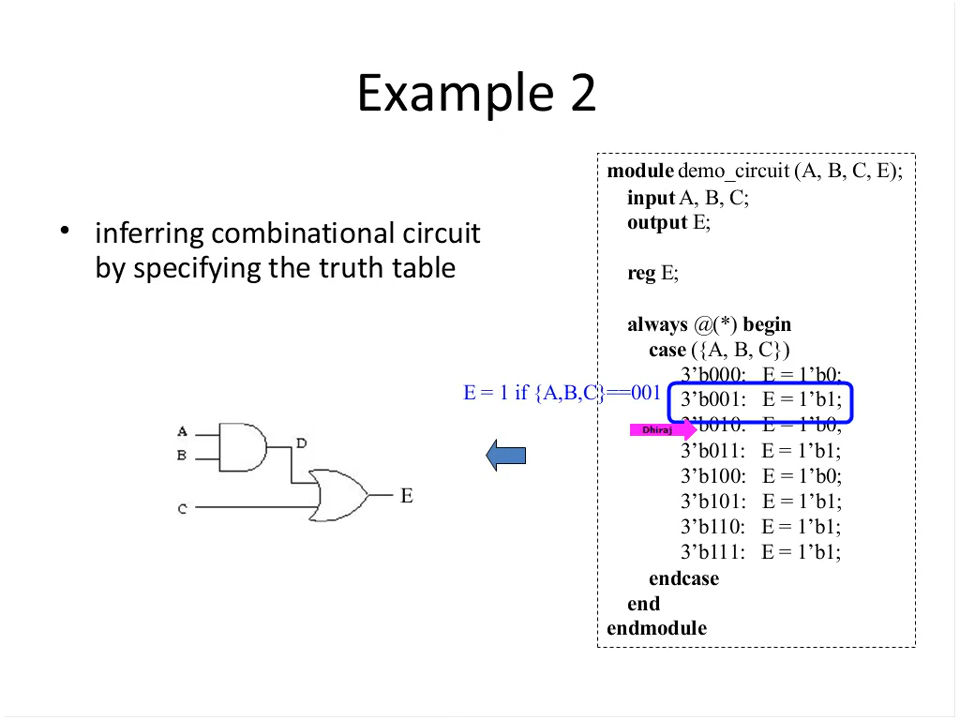 Example 2
• inferring combinational circuit
by specifying the truth table
module demo_circuit (A, B, C, E);
input A, B, C;
output E;
reg E;
always @(*) begin
case ({A, B, C})
3’b000: E = 1’b0;
E = 1 if {A,B,C}==001
3’b001: E = 1’b1;
3’b010: E = 1’b0;
Dhiraj
3’b011: E = 1’b1;
3’b100: E = 1’b0;
3’b101: E = 1’b1;
3’b110: E = 1’b1;
3’b111: E = 1’b1;
endcase
end
endmodule
A
B
D
C
E